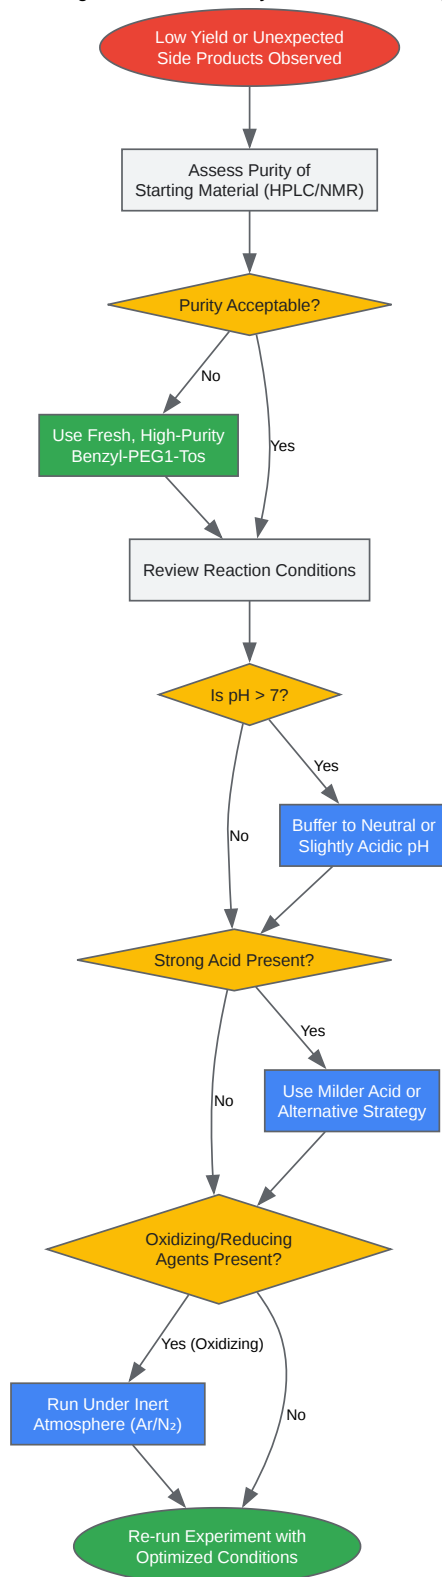 Low Yield or Unexpected
Side Products Observed
Assess Purity of
Starting Material (HPLC/NMR)
Purity Acceptable?
No
Use Fresh, High-Purity
Benzyl-PEG1-Tos
Yes
Review Reaction Conditions
Is pH > 7?
Yes
Buffer to Neutral or
Slightly Acidic pH
No
Strong Acid Present?
Yes
No
Use Milder Acid or
Alternative Strategy
Oxidizing/Reducing
Agents Present?
Yes (Oxidizing)
Run Under Inert
Atmosphere (Ar/N₂)
No
Re-run Experiment with
Optimized Conditions